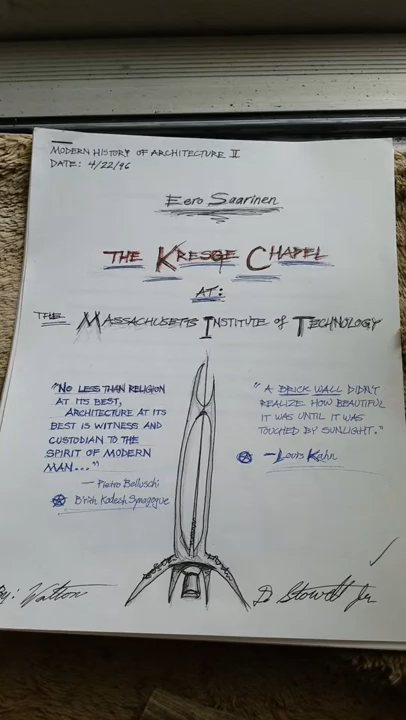 MODERN HISTORY OF ARCHITECTURE II
DATE: 4/22/96
Eero Saarinen
THE KRESGE CHAPEL
AT:
THE MASSACHUSETTS INSTITUTE of TECHNOLOGY
"NO LESS THAN RELIGION
AT ITS BEST,
ARCHITECTURE AT ITS
BEST IS WITNESS AND
CUSTODIAN TO THE
SPIRIT OF MODERN
MAN..."
— Pietro Belluschi
B'rith Kodesh Synagogue
"A BRICK WALL DIDN'T
REALIZE HOW BEAUTIFUL
IT WAS UNTIL IT WAS
TOUCHED BY SUNLIGHT."
— Louis Kahn
By: Watson D Stowell Jr